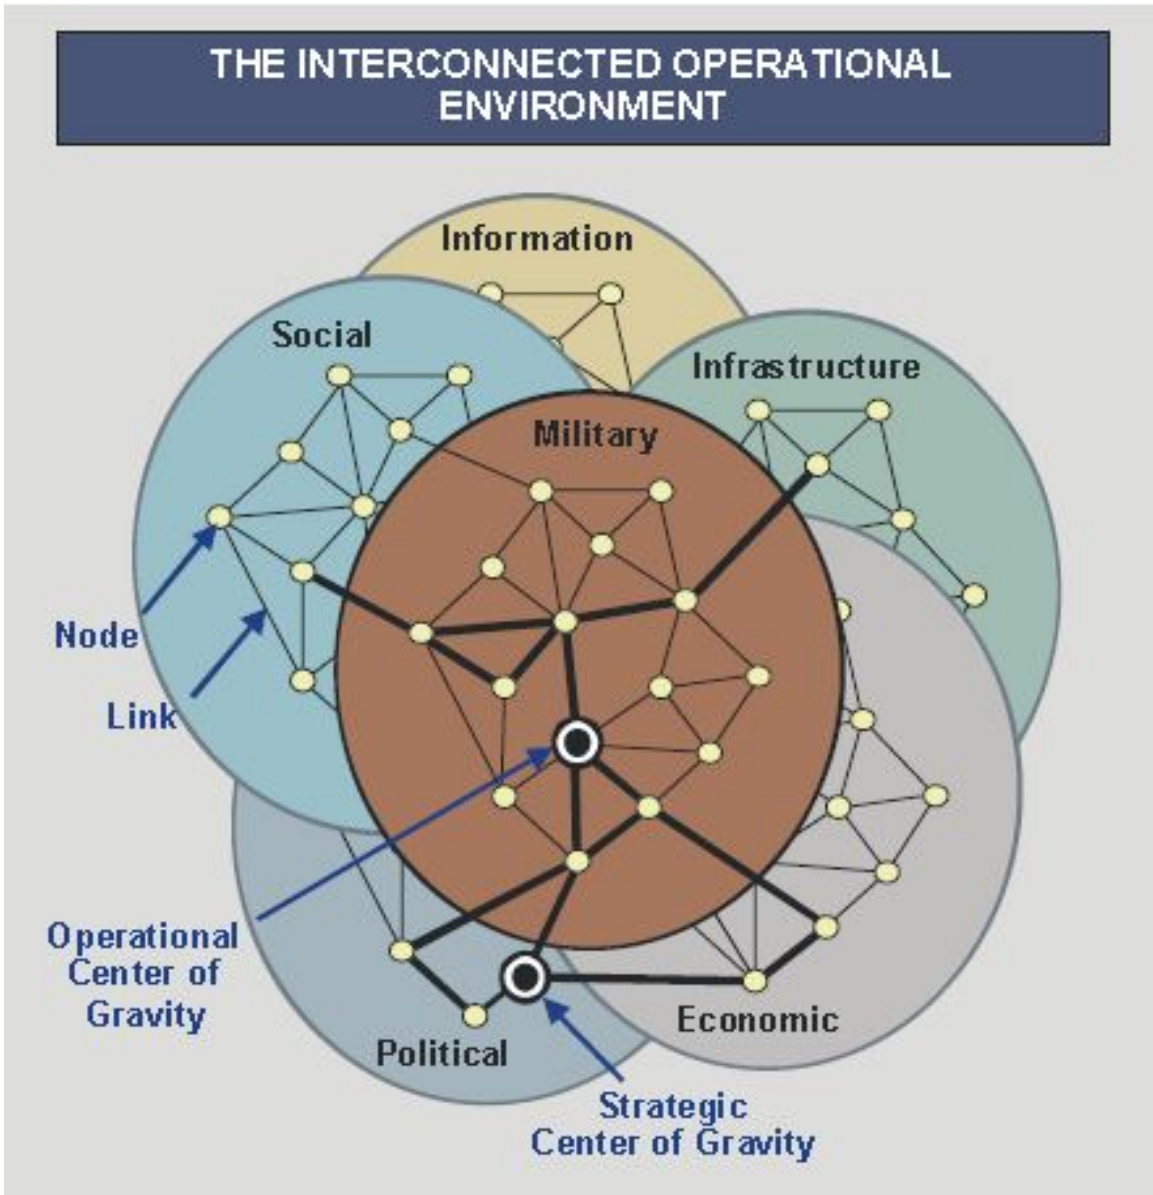 THE INTERCONNECTED OPERATIONAL
ENVIRONMENT
Information
Social
Infrastructure
Military
Node
Link
Operational
Center of
Gravity
Economic
Political
Strategic
Center of Gravity